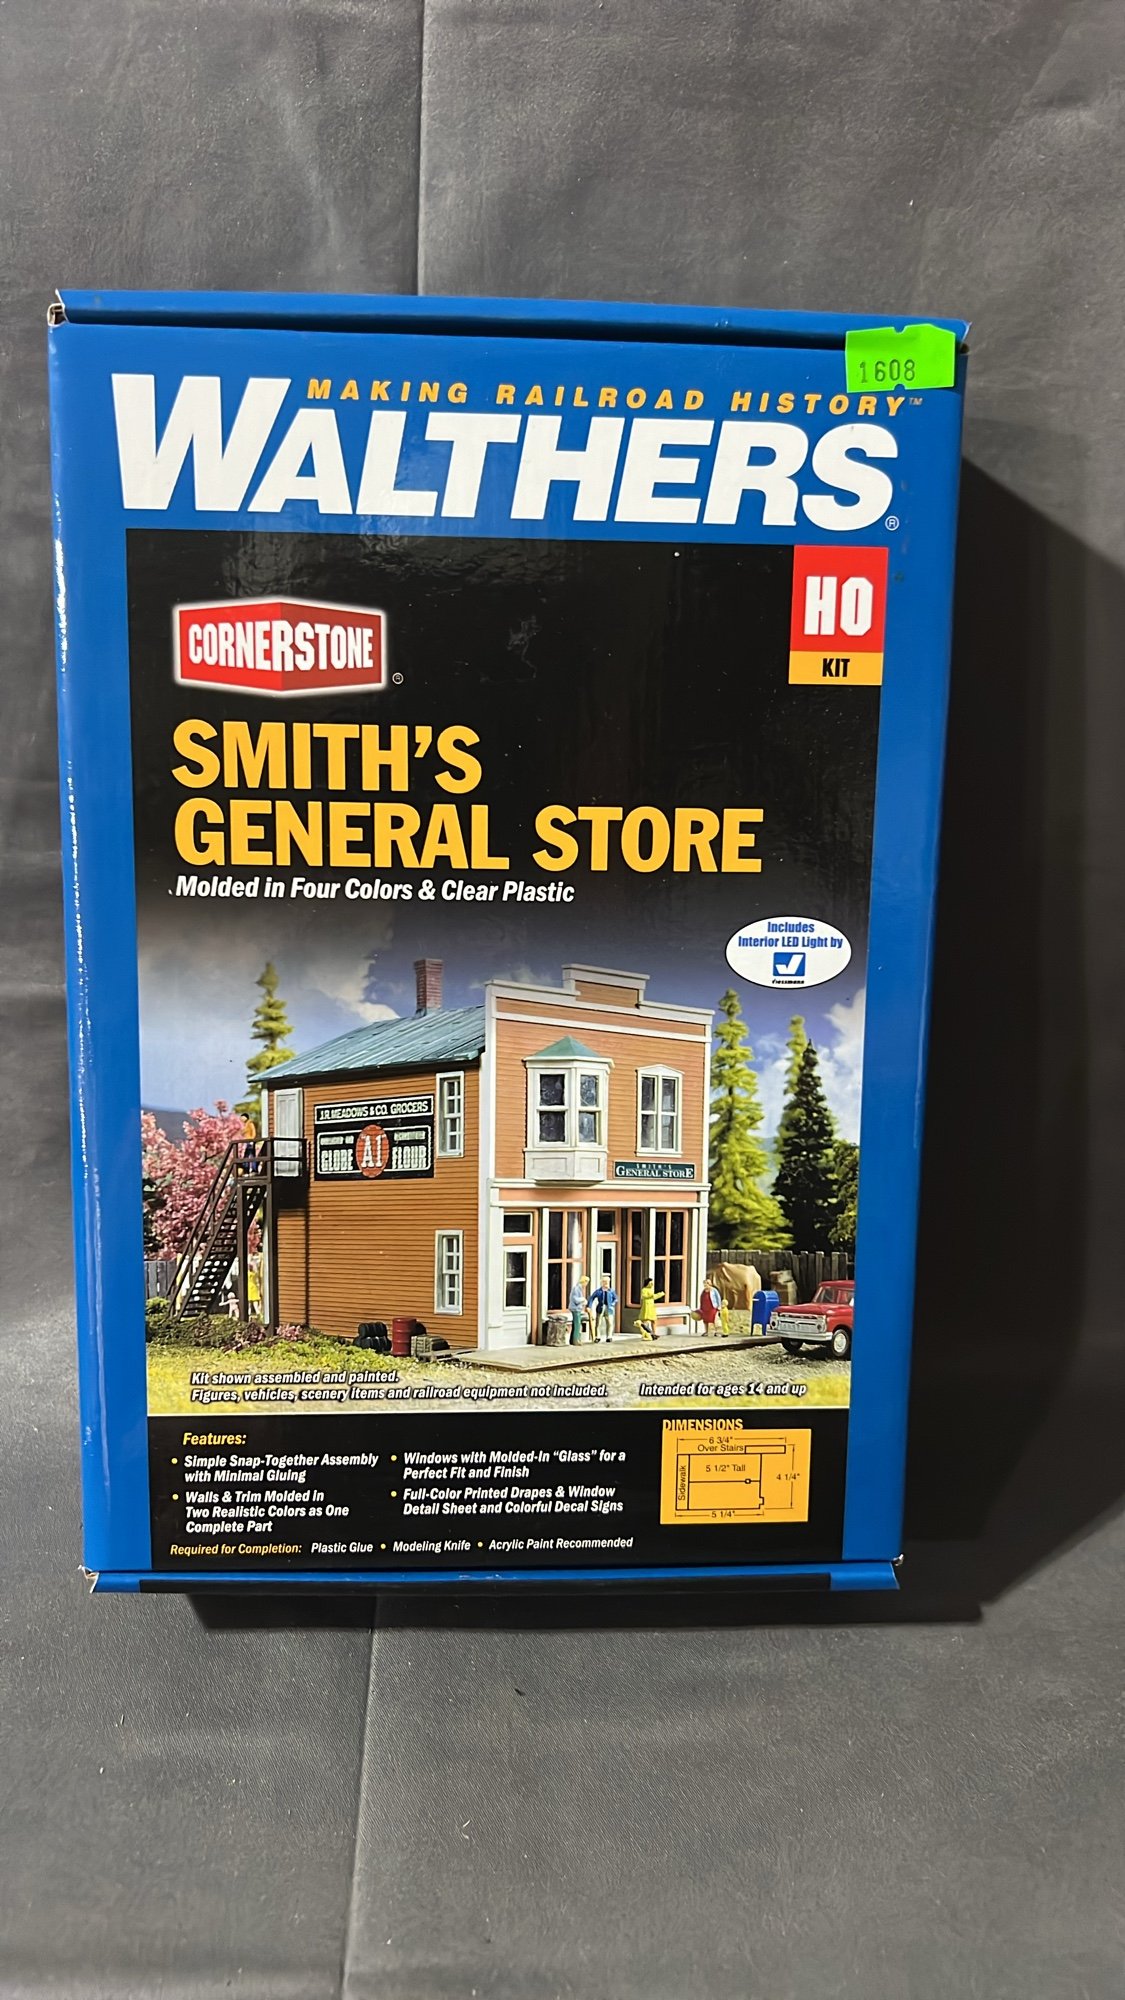 1608
MAKING RAILROAD HISTORY™
WALTHERS®
HO
KIT
CORNERSTONE®
SMITH'S
GENERAL STORE
Molded in Four Colors & Clear Plastic
Includes
Interior LED Light by
viessmann
J.R. MEADOWS & CO. GROCERS
GLOBE A.1 FLOUR
SMITH'S
GENERAL STORE
Kit shown assembled and painted.
Figures, vehicles, scenery items and railroad equipment not included.
Intended for ages 14 and up
Features:
• Simple Snap-Together Assembly
with Minimal Gluing
• Walls & Trim Molded in
Two Realistic Colors as One
Complete Part
• Windows with Molded-In “Glass” for a
Perfect Fit and Finish
• Full-Color Printed Drapes & Window
Detail Sheet and Colorful Decal Signs
DIMENSIONS
6 3/4"
Over Stairs
Sidewalk
5 1/2" Tall
4 1/4"
5 1/4"
Required for Completion: Plastic Glue • Modeling Knife • Acrylic Paint Recommended